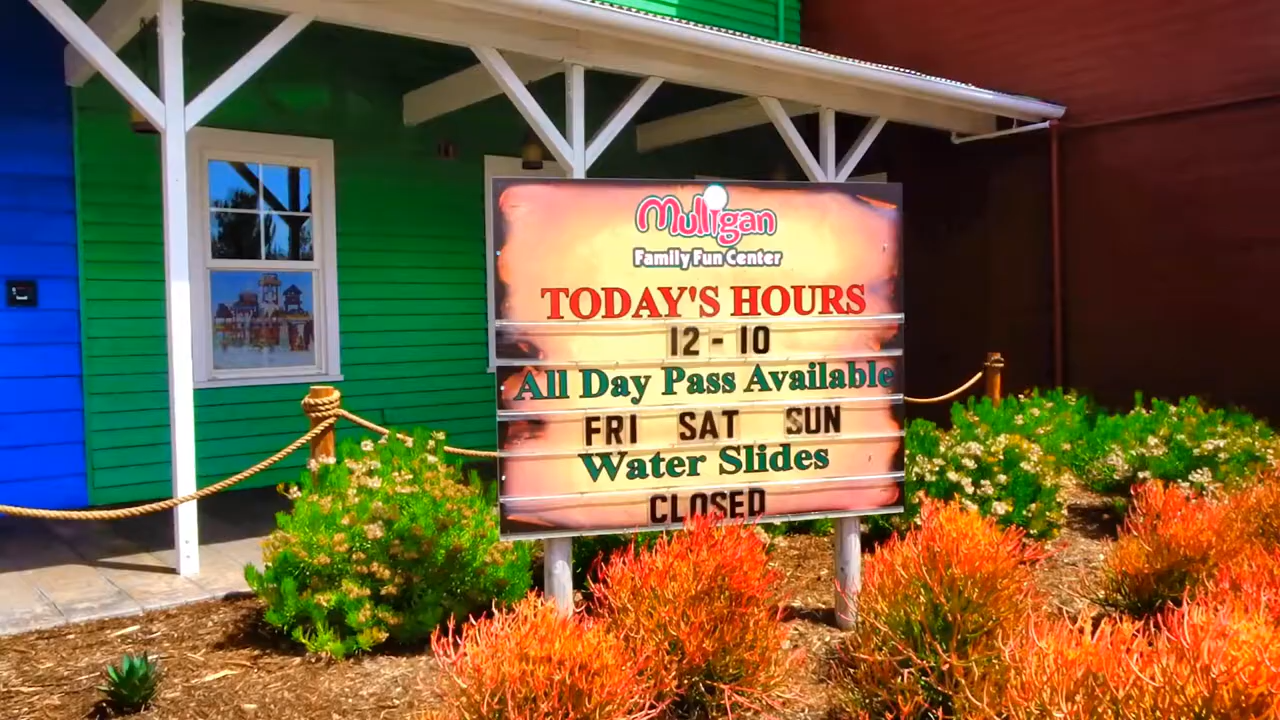 Mulligan
Family Fun Center
TODAY'S HOURS
12 - 10
All Day Pass Available
FRI SAT SUN
Water Slides
CLOSED